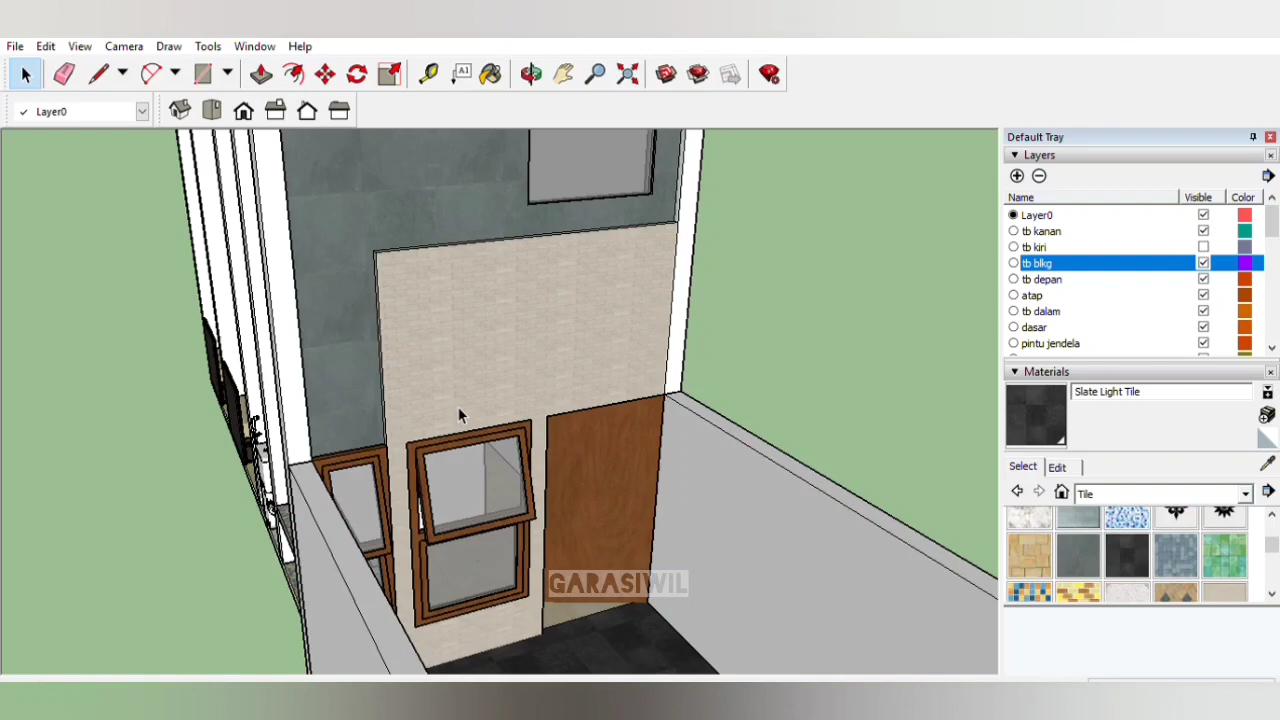 File Edit View Camera Draw Tools Window Help
A1
✓ Layer0
Default Tray
Layers
Name Visible Color
Layer0
tb kanan
tb kiri
tb blkg
tb depan
atap
tb dalam
dasar
pintu jendela
Materials
Slate Light Tile
Select Edit
Tile
GARASIWIL